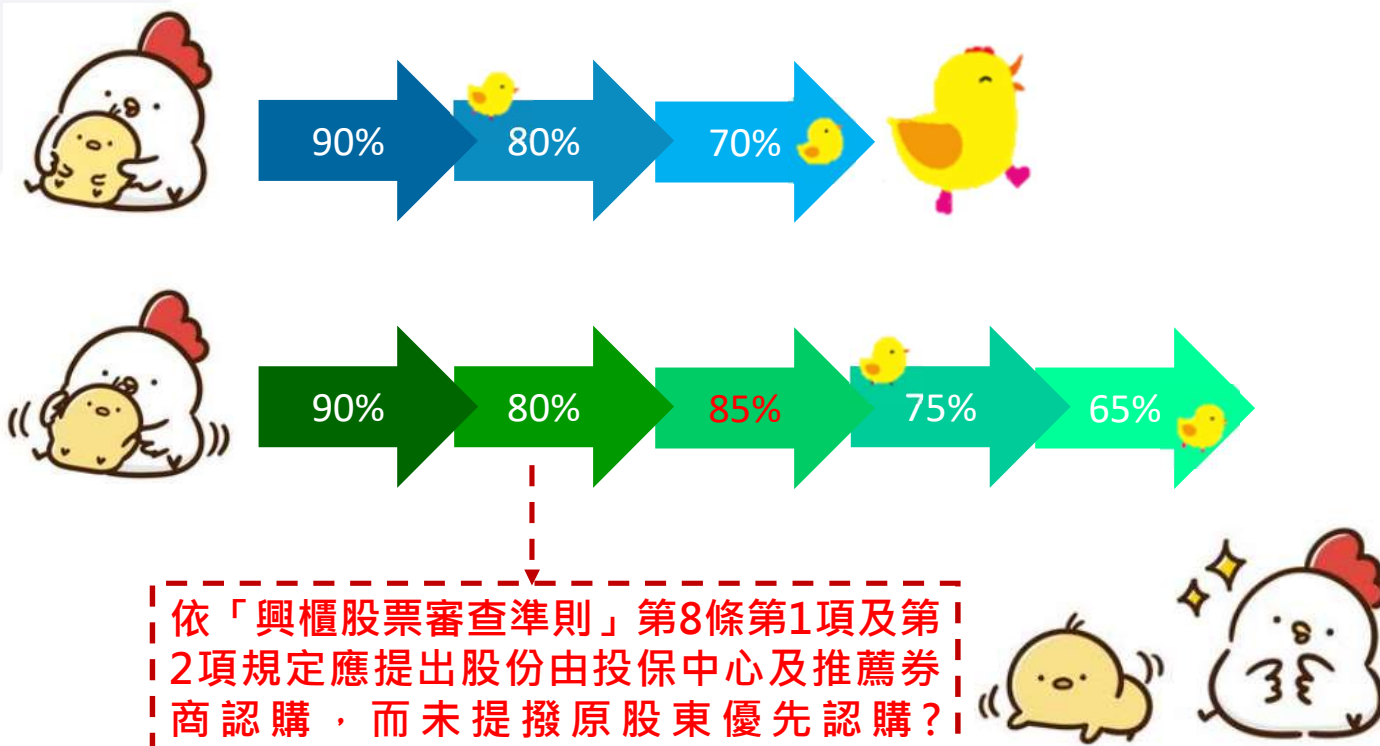 90% 80% 70%
90% 80% 85% 75% 65%
依「興櫃股票審查準則」第8條第1項及第
2項規定應提出股份由投保中心及推薦券
商認購，而未提撥原股東優先認購?